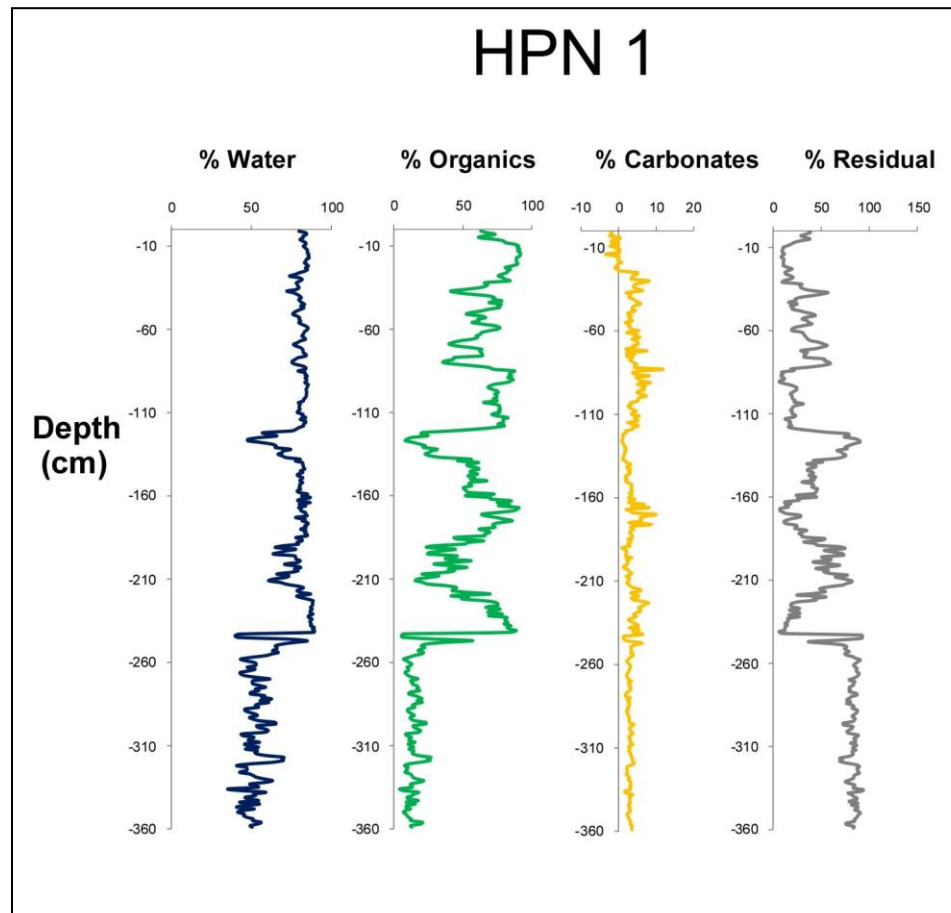 HPN 1
% Water % Organics % Carbonates % Residual
0 50 100 0 50 100 -10 0 10 20 0 50 100 150
-10 -10 -10 -10
-60 -60 -60 -60
-110 -110 -110 -110
Depth
(cm)
-160 -160 -160 -160
-210 -210 -210 -210
-260 -260 -260 -260
-310 -310 -310 -310
-360 -360 -360 -360